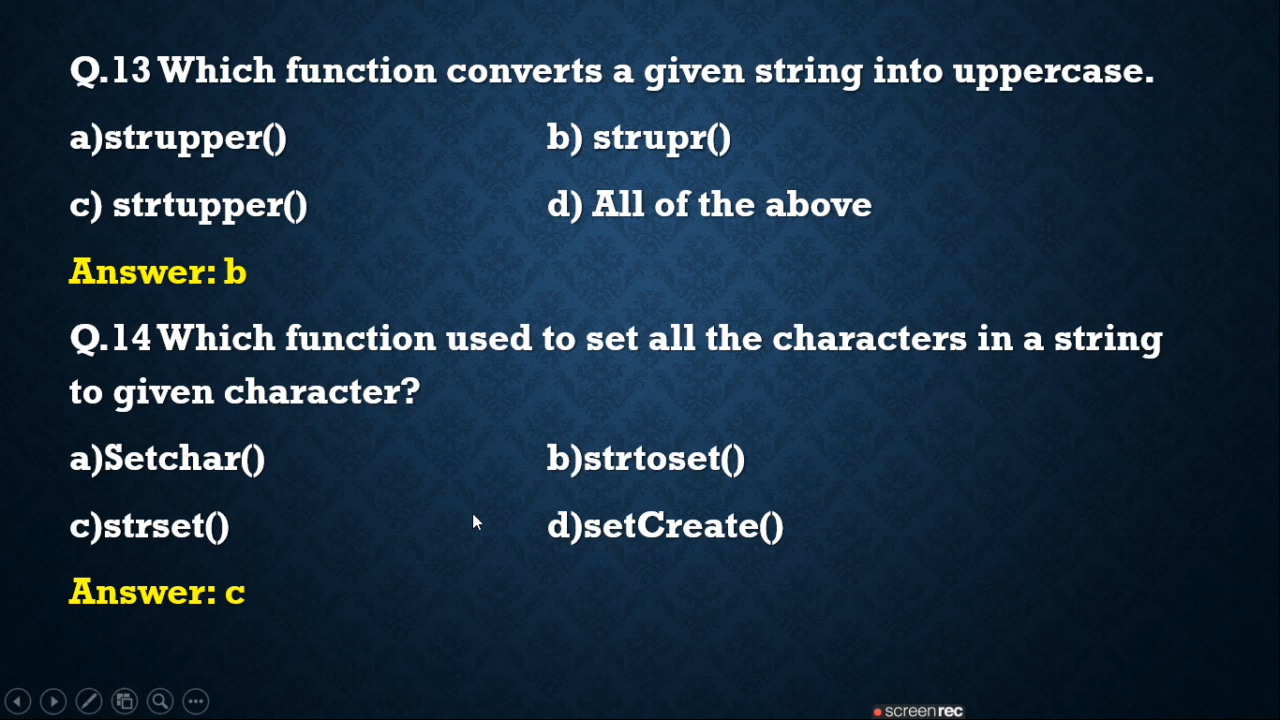 Q.13 Which function converts a given string into uppercase.
a)strupper() b) strupr()
c) strtupper() d) All of the above
Answer: b
Q.14 Which function used to set all the characters in a string
to given character?
a)Setchar() b)strtoset()
c)strset() d)setCreate()
Answer: c
screenrec